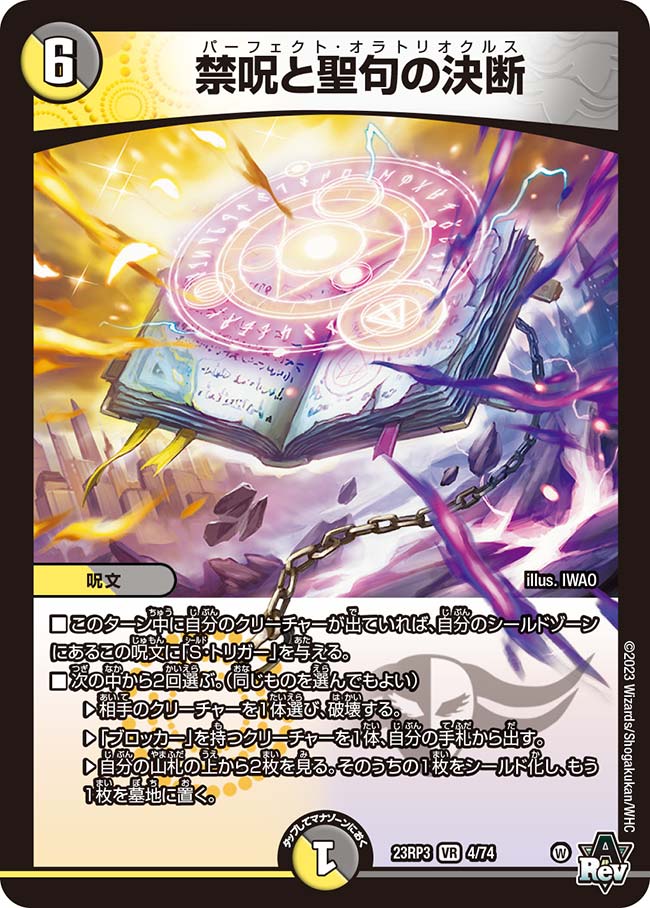 6
パーフェクト・オラトリオクルス
禁呪と聖句の決断
呪文
illus. IWAO
■このターン中に自分のクリーチャーが出ていれば、自分のシールドゾーン
にあるこの呪文に「S・トリガー」を与える。
■次の中から2回選ぶ。(同じものを選んでもよい)
▶相手のクリーチャーを1体選び、破壊する。
▶「ブロッカー」を持つクリーチャーを1体、自分の手札から出す。
▶自分の山札の上から2枚を見る。そのうちの1枚をシールド化し、もう
1枚を墓地に置く。
©2023 Wizards/Shogakukan/WHC
タップしてマナゾーンにおく
1
23RP3 VR 4/74
W
A
Rev